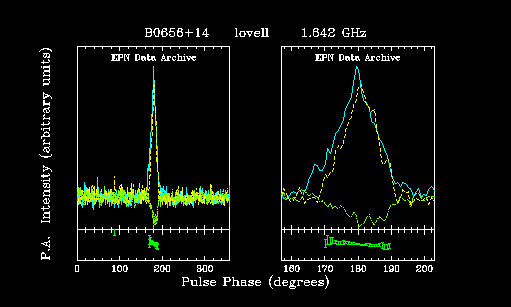 B0656+14 lovell 1.642 GHz
EPN Data Archive EPN Data Archive
P.A. Intensity (arbitrary units)
0 100 200 300 160 170 180 190 200
Pulse Phase (degrees)